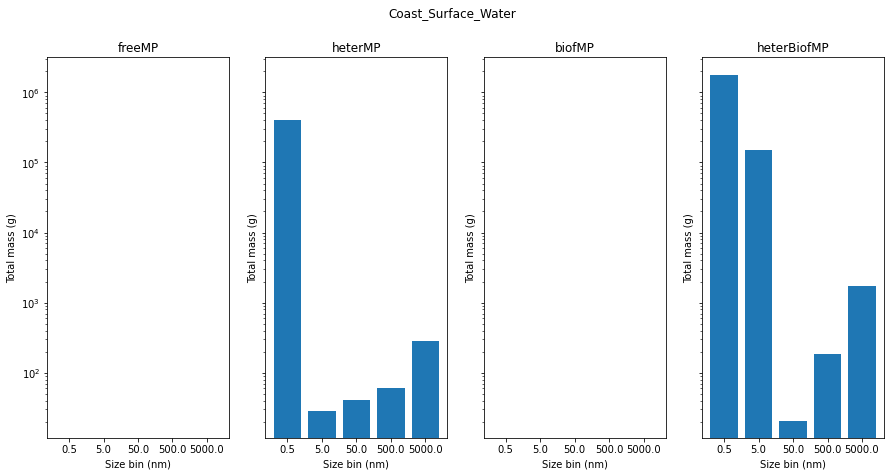 Coast_Surface_Water
freeMP
heterMP
biofMP
heterBiofMP
Total mass (g)
10^6
10^5
10^4
10^3
10^2
0.5 5.0 50.0 500.0 5000.0
Size bin (nm)
Total mass (g)
0.5 5.0 50.0 500.0 5000.0
Size bin (nm)
Total mass (g)
0.5 5.0 50.0 500.0 5000.0
Size bin (nm)
Total mass (g)
0.5 5.0 50.0 500.0 5000.0
Size bin (nm)